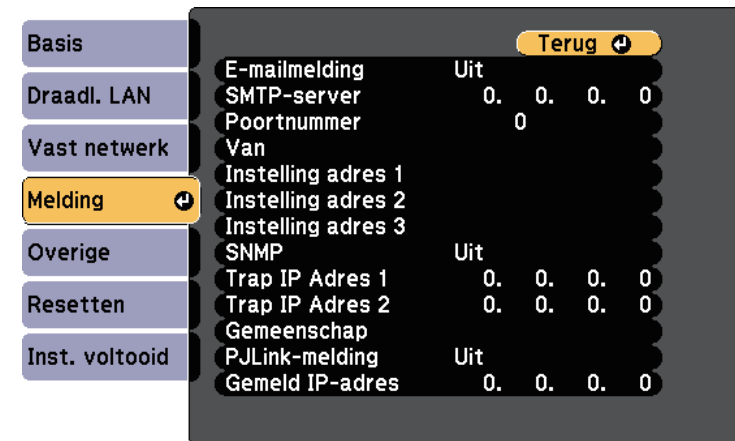 Basis
Draadl. LAN
Vast netwerk
Melding
Overige
Resetten
Inst. voltooid
Terug
E-mailmelding Uit
SMTP-server 0. 0. 0. 0
Poortnummer 0
Van
Instelling adres 1
Instelling adres 2
Instelling adres 3
SNMP Uit
Trap IP Adres 1 0. 0. 0. 0
Trap IP Adres 2 0. 0. 0. 0
Gemeenschap
PJLink-melding Uit
Gemeld IP-adres 0. 0. 0. 0